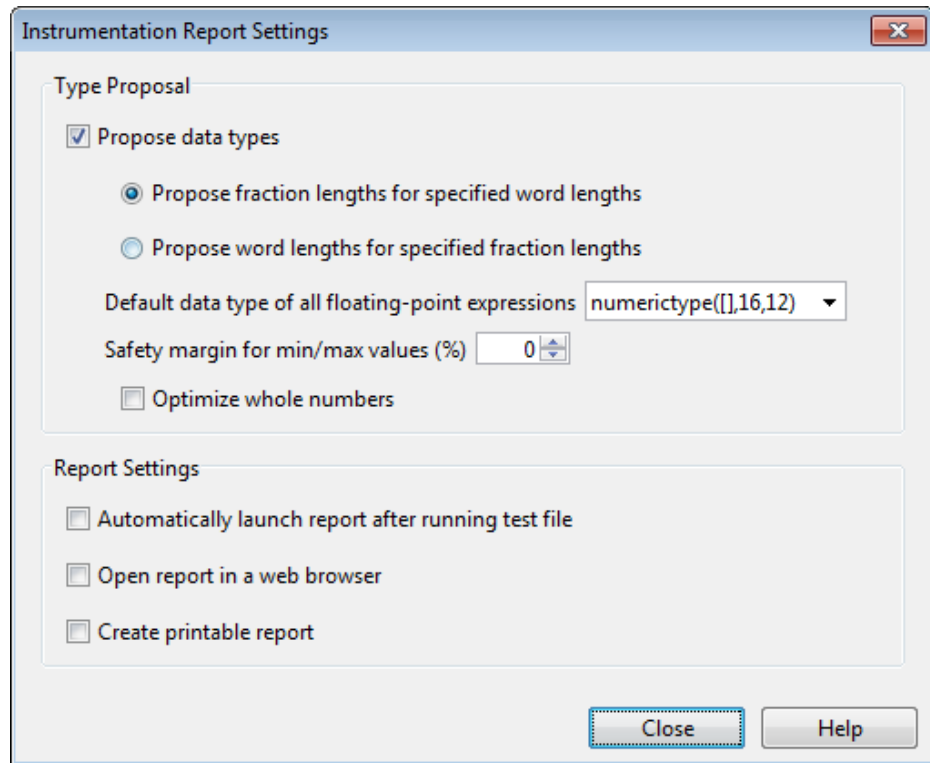 Instrumentation Report Settings
Type Proposal
Propose data types
Propose fraction lengths for specified word lengths
Propose word lengths for specified fraction lengths
Default data type of all floating-point expressions numerictype([],16,12)
Safety margin for min/max values (%) 0
Optimize whole numbers
Report Settings
Automatically launch report after running test file
Open report in a web browser
Create printable report
Close Help